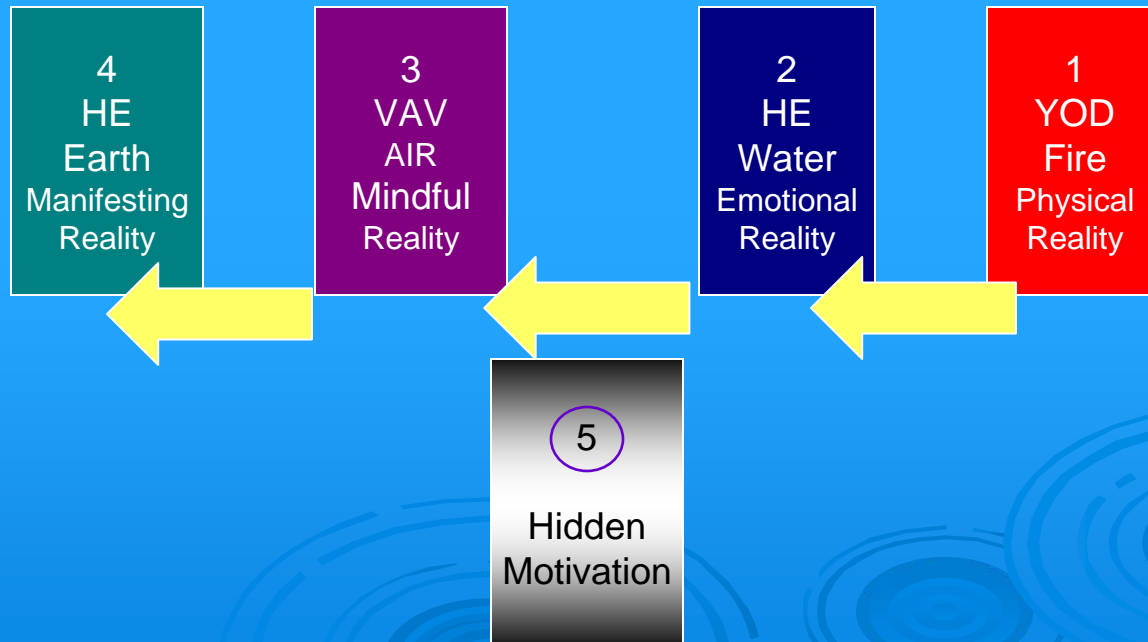 4
HE
Earth
Manifesting
Reality
3
VAV
AIR
Mindful
Reality
2
HE
Water
Emotional
Reality
1
YOD
Fire
Physical
Reality
5
Hidden
Motivation